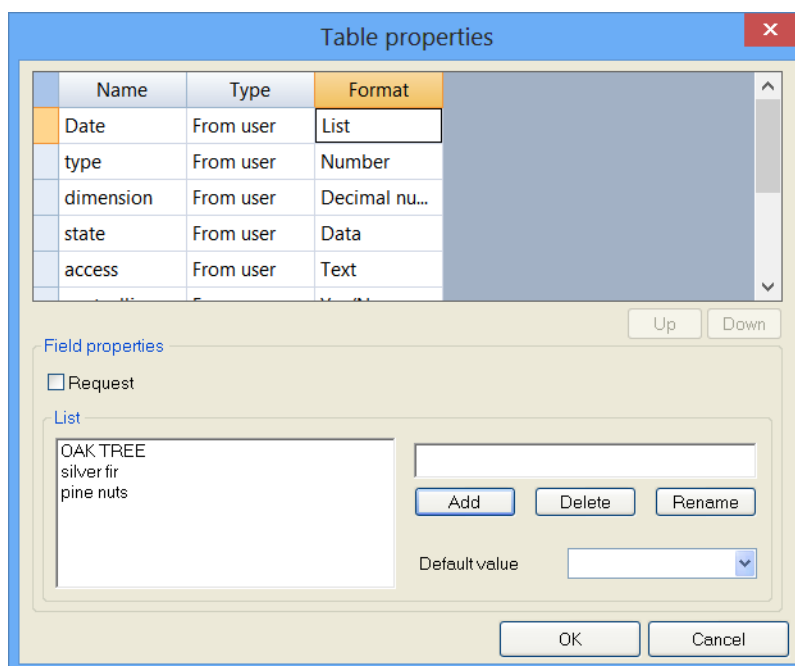 Table properties
Name Type Format
Date From user List
type From user Number
dimension From user Decimal nu...
state From user Data
access From user Text
Up Down
Field properties
Request
List
OAK TREE
silver fir
pine nuts
Add Delete Rename
Default value
OK Cancel